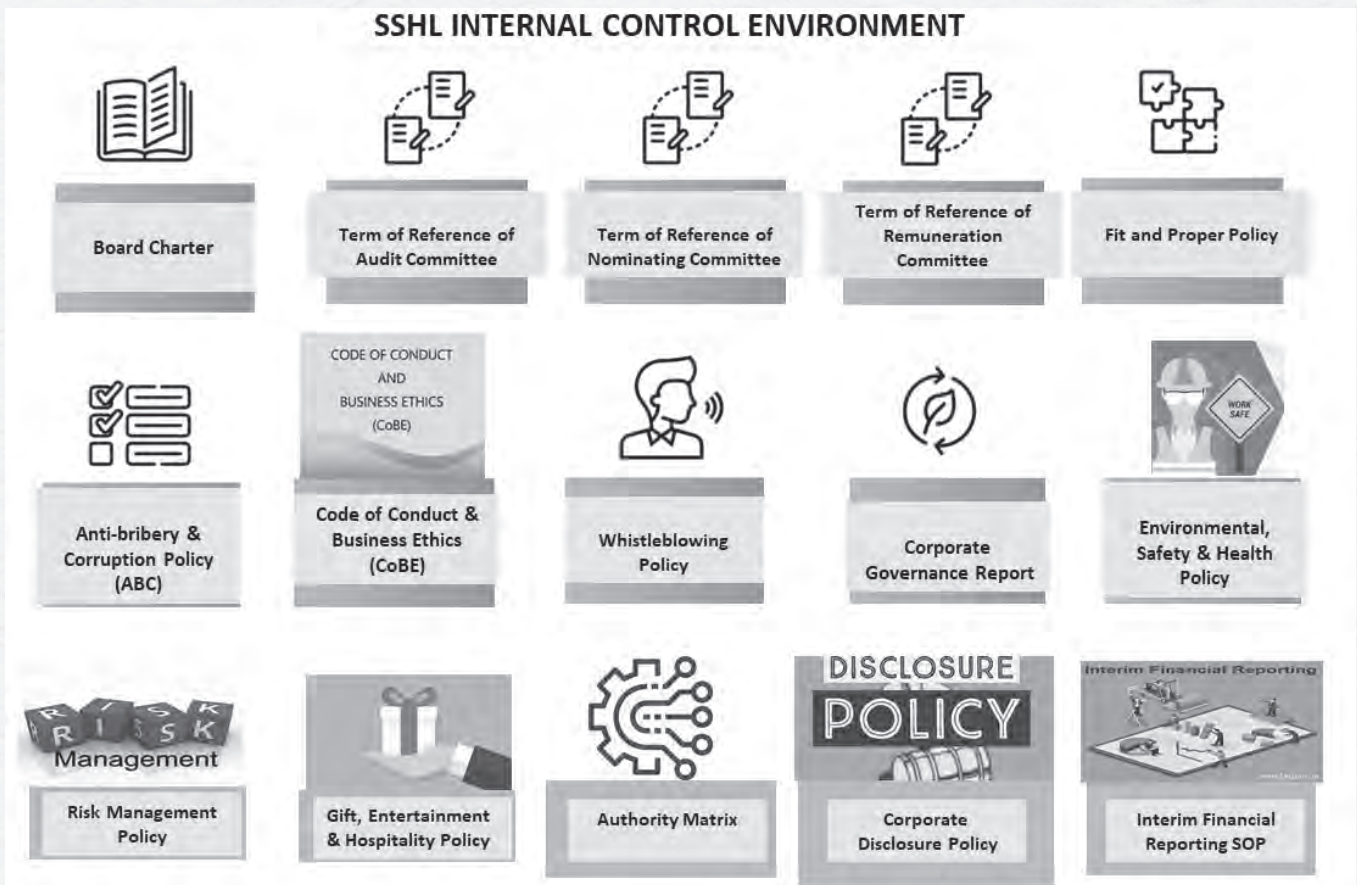 SSHL INTERNAL CONTROL ENVIRONMENT
Board Charter
Term of Reference of
Audit Committee
Term of Reference of
Nominating Committee
Term of Reference of
Remuneration
Committee
Fit and Proper Policy
CODE OF CONDUCT
AND
BUSINESS ETHICS
(CoBE)
WORK
SAFE
Anti-bribery &
Corruption Policy
(ABC)
Code of Conduct &
Business Ethics
(CoBE)
Whistleblowing
Policy
Corporate
Governance Report
Environmental,
Safety & Health
Policy
RISK
RISK
Management
DISCLOSURE
POLICY
Interim Financial Reporting
Risk Management
Policy
Gift, Entertainment
& Hospitality Policy
Authority Matrix
Corporate
Disclosure Policy
Interim Financial
Reporting SOP